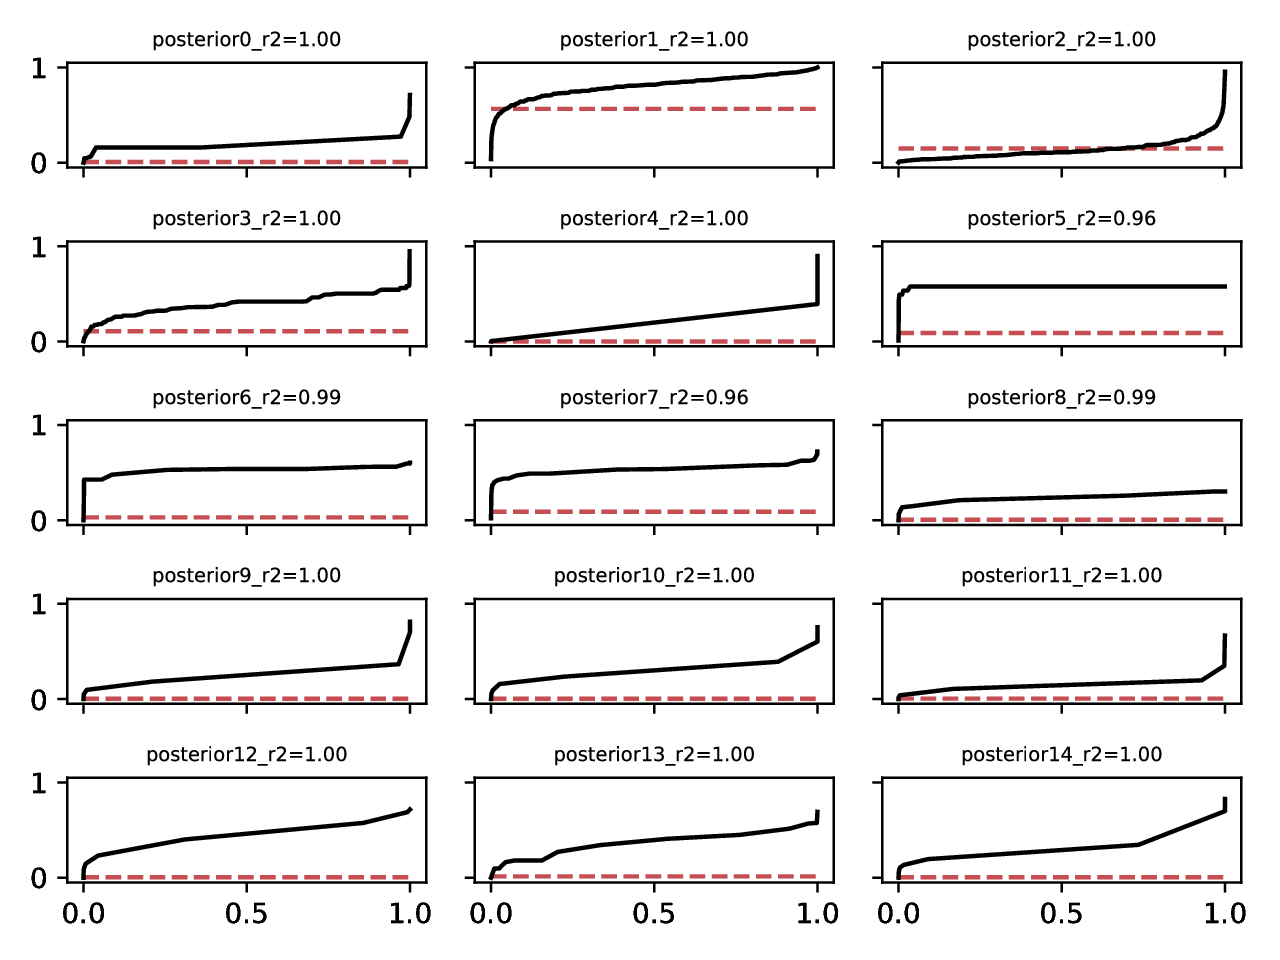 posterior0_r2=1.00 posterior1_r2=1.00 posterior2_r2=1.00
1
0
posterior3_r2=1.00 posterior4_r2=1.00 posterior5_r2=0.96
1
0
posterior6_r2=0.99 posterior7_r2=0.96 posterior8_r2=0.99
1
0
posterior9_r2=1.00 posterior10_r2=1.00 posterior11_r2=1.00
1
0
posterior12_r2=1.00 posterior13_r2=1.00 posterior14_r2=1.00
1
0
0.0 0.5 1.0 0.0 0.5 1.0 0.0 0.5 1.0